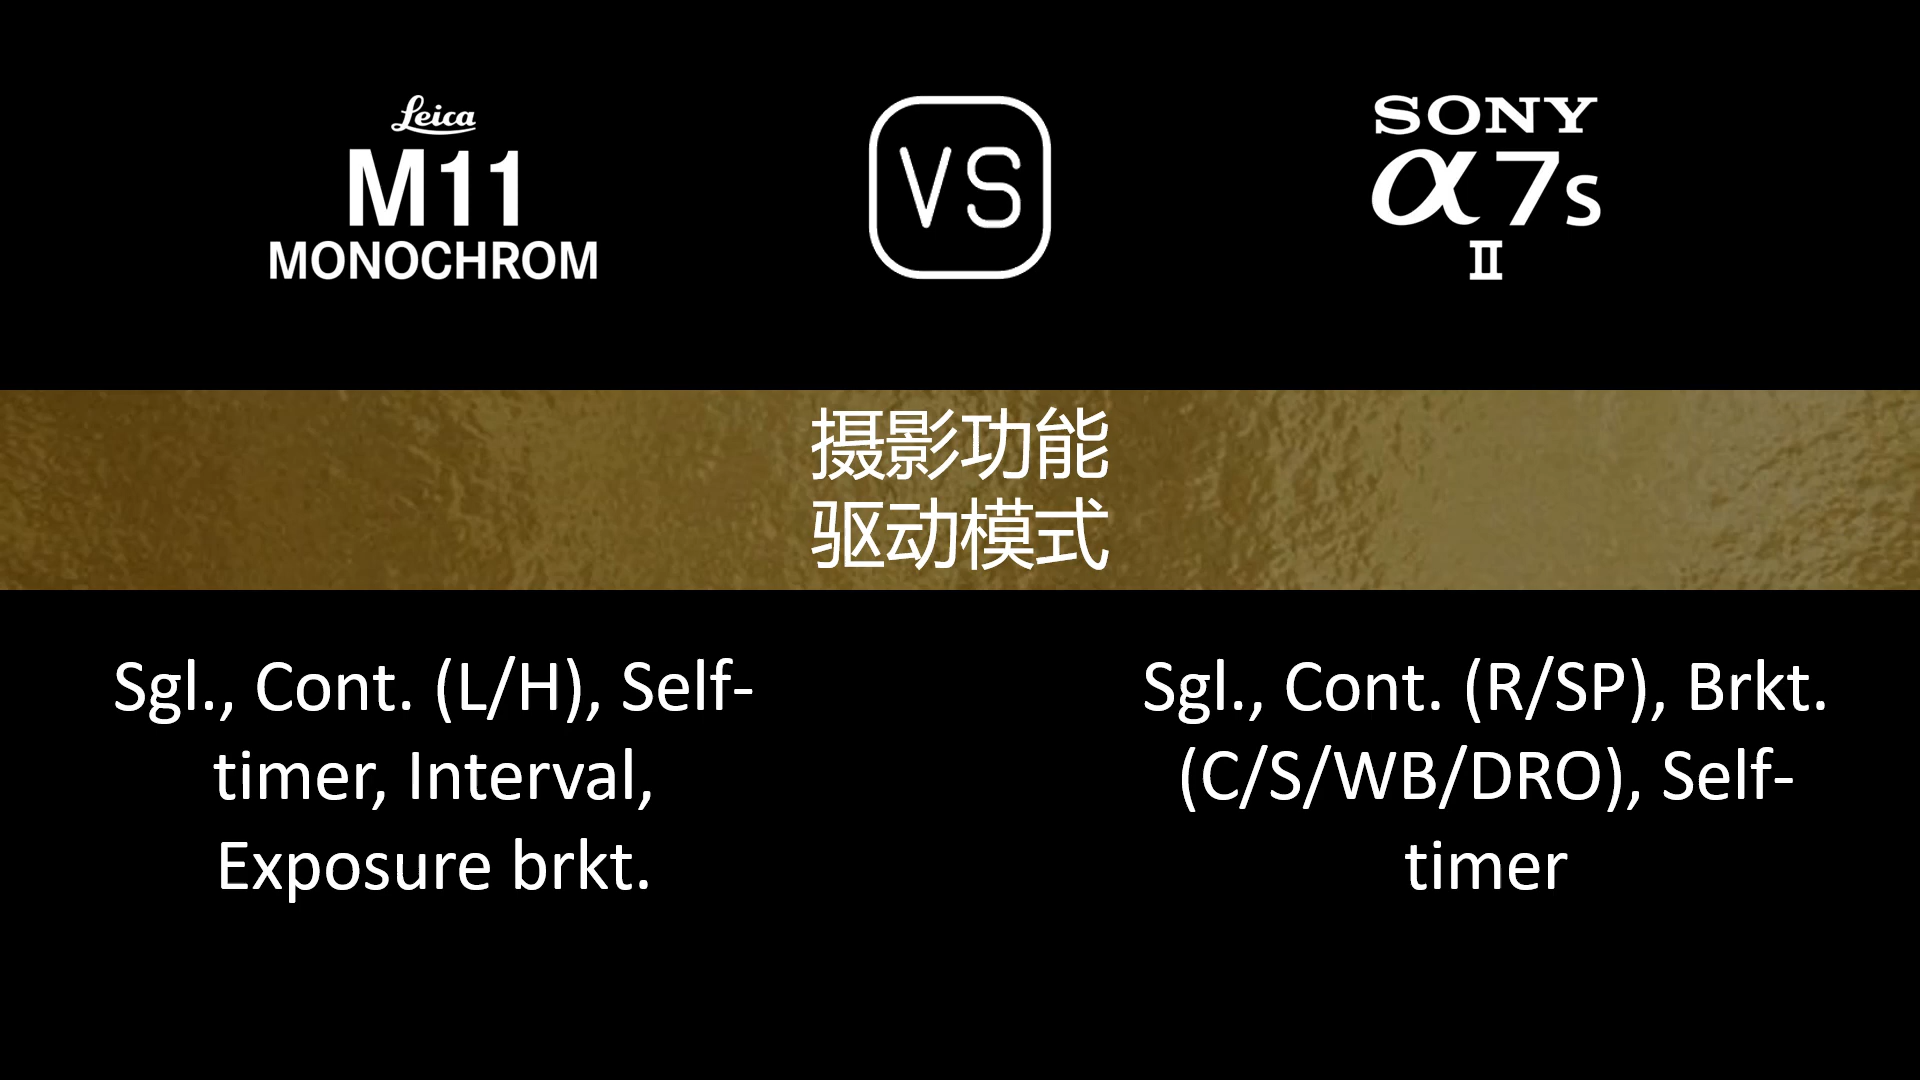 Leica
M11
MONOCHROM
VS
SONY
α7s
II
摄影功能
驱动模式
Sgl., Cont. (L/H), Self-
timer, Interval,
Exposure brkt.
Sgl., Cont. (R/SP), Brkt.
(C/S/WB/DRO), Self-
timer